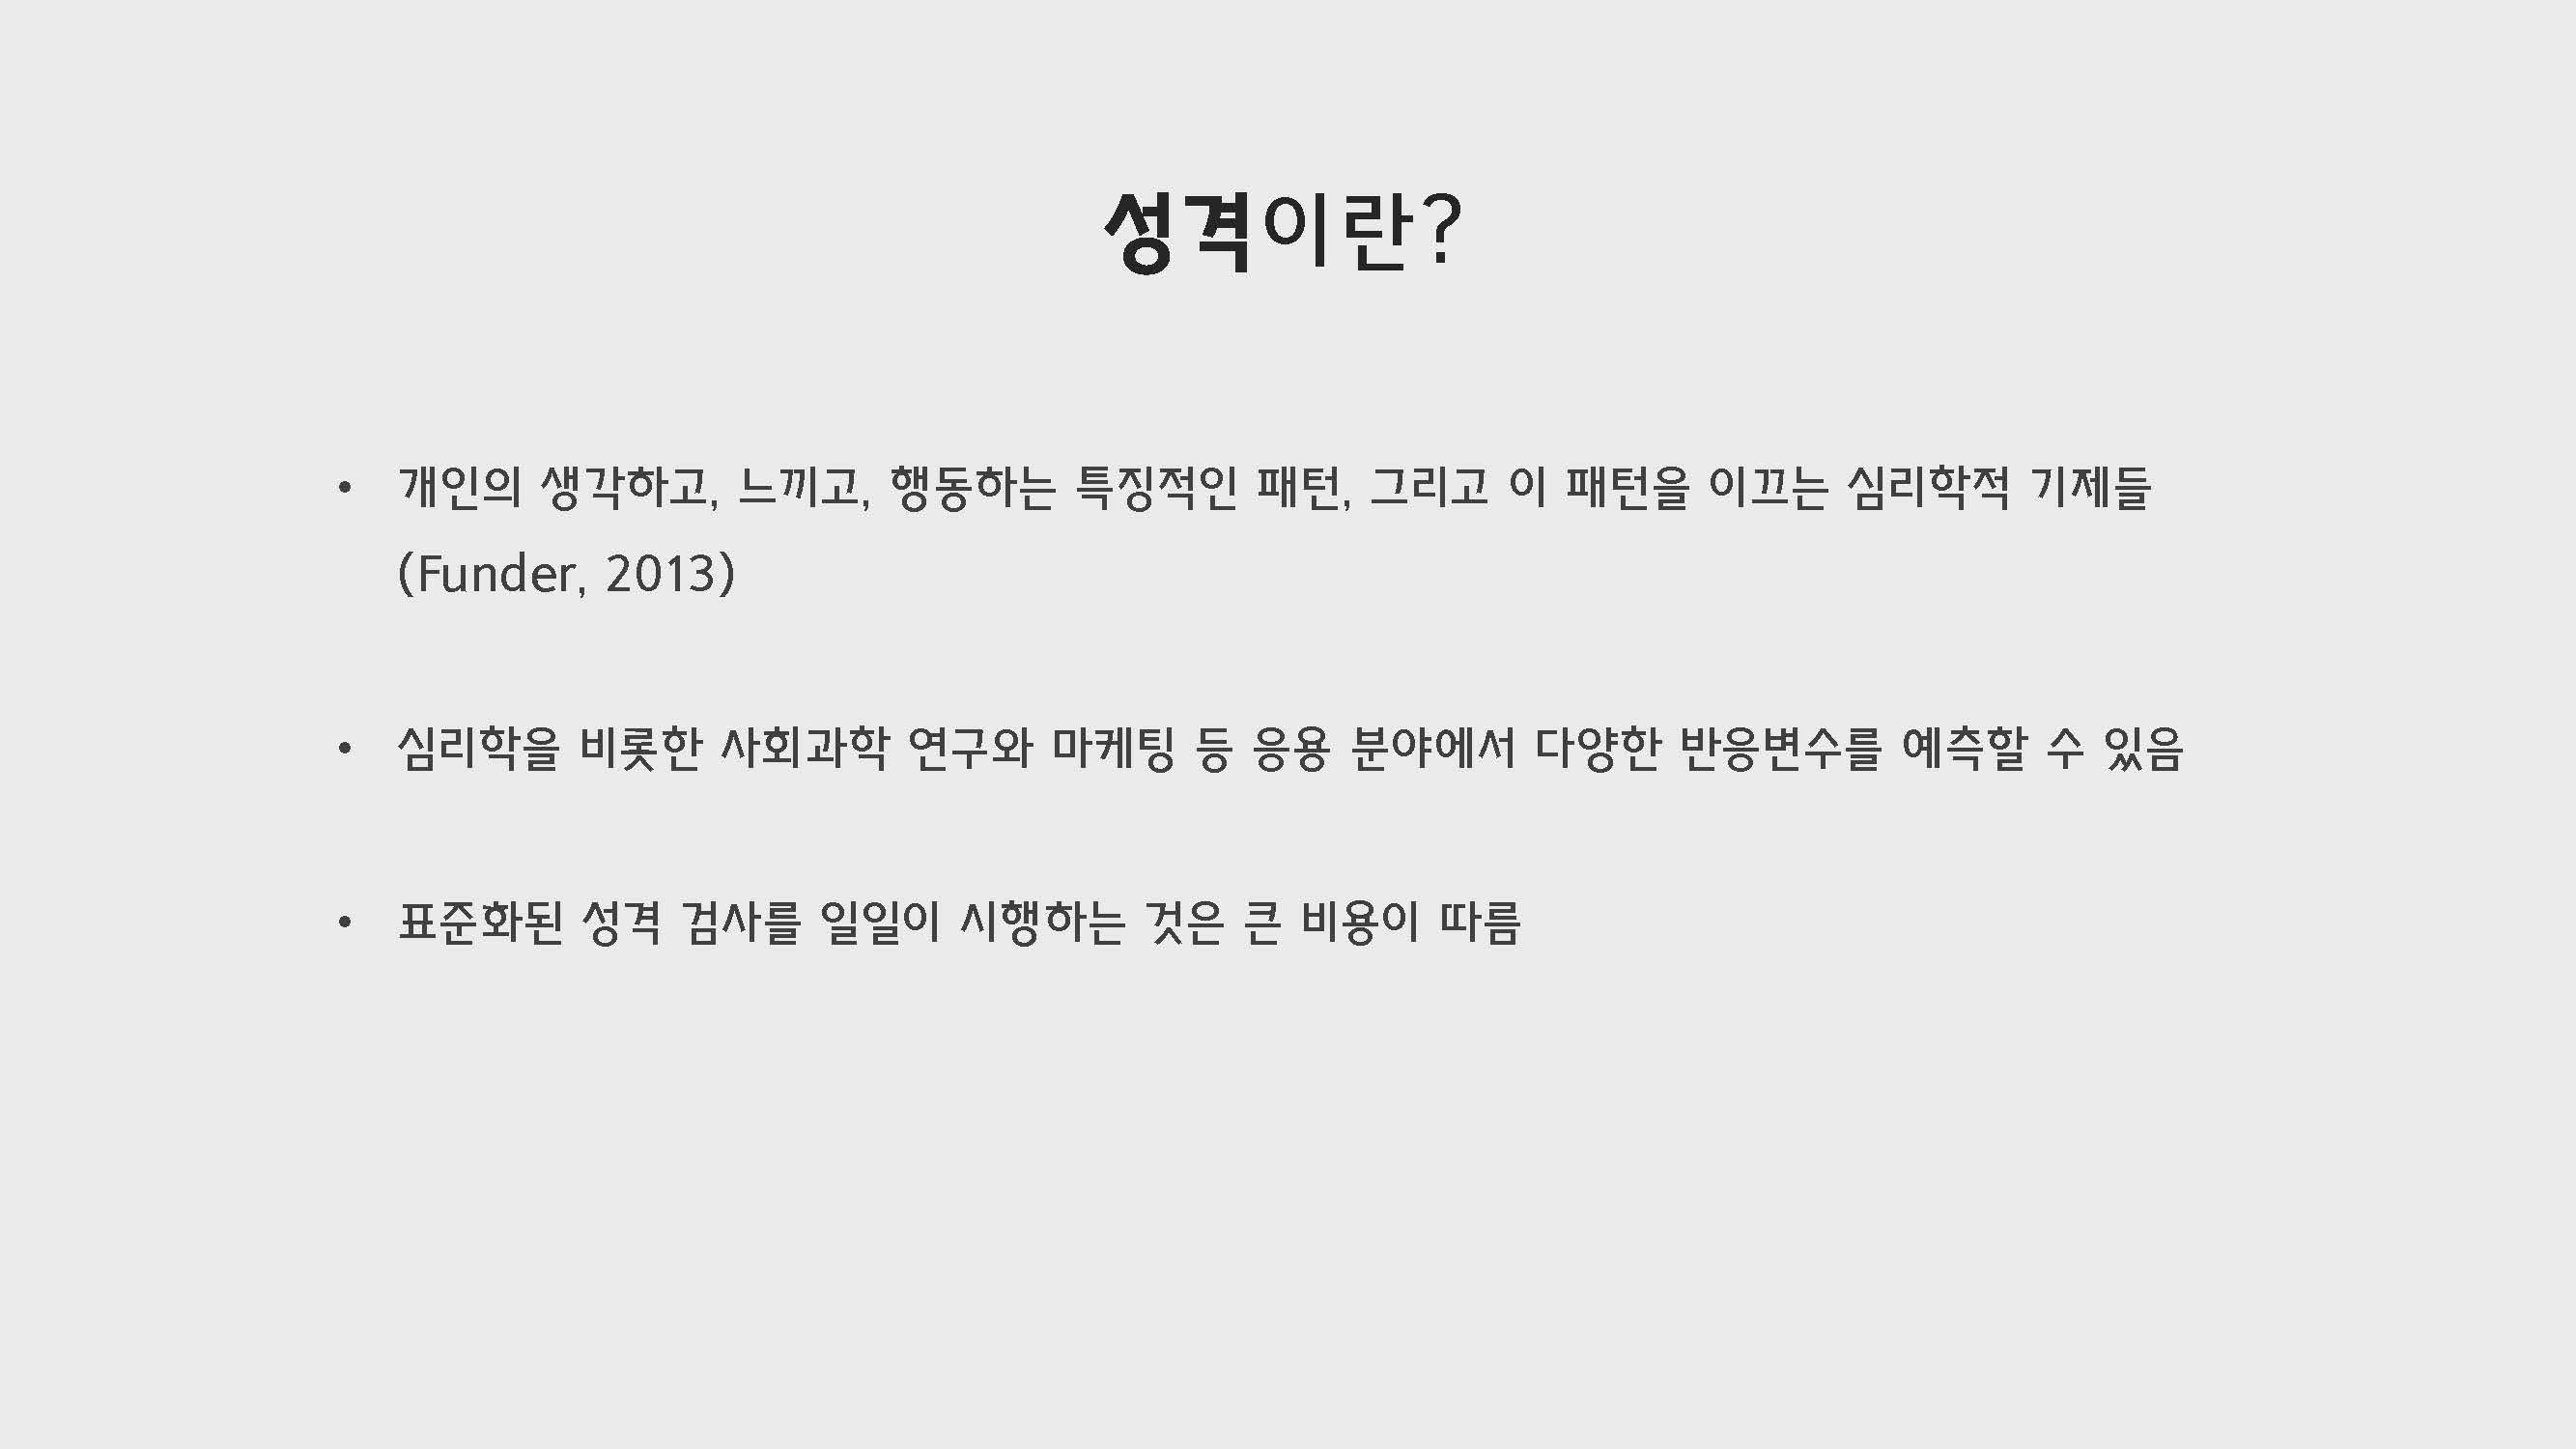 성격이란?
• 개인의 생각하고, 느끼고, 행동하는 특징적인 패턴, 그리고 이 패턴을 이끄는 심리학적 기제들
(Funder, 2013)
• 심리학을 비롯한 사회과학 연구와 마케팅 등 응용 분야에서 다양한 반응변수를 예측할 수 있음
• 표준화된 성격 검사를 일일이 시행하는 것은 큰 비용이 따름